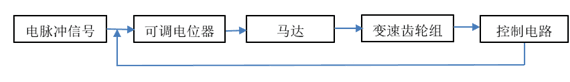 电脉冲信号
可调电位器
马达
变速齿轮组
控制电路